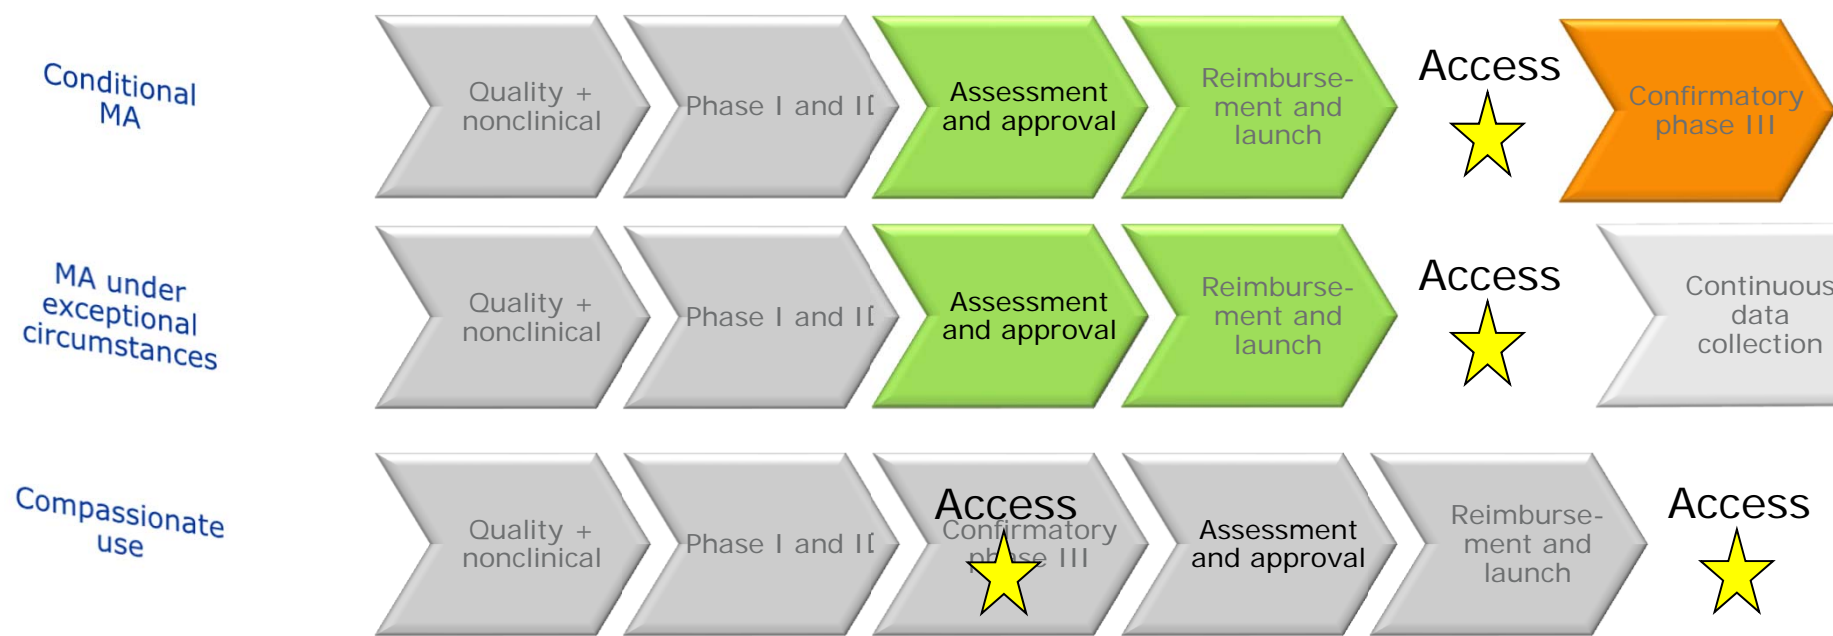 Conditional
MA
Quality +
nonclinical
Phase I and II
Assessment
and approval
Reimburse-
ment and
launch
Access
Confirmatory
phase III
MA under
exceptional
circumstances
Quality +
nonclinical
Phase I and II
Assessment
and approval
Reimburse-
ment and
launch
Access
Continuous
data
collection
Compassionate
use
Quality +
nonclinical
Phase I and II
Access
Confirmatory
phase III
Assessment
and approval
Reimburse-
ment and
launch
Access